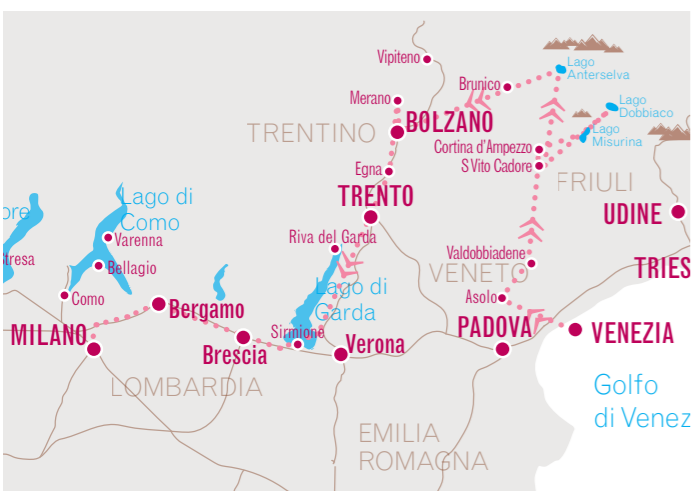 Vipiteno
Lago
Anterselva
Brunico
Merano
Lago
Dobbiaco
BOLZANO
TRENTINO
Cortina d'Ampezzo
Lago
Misurina
S Vito Cadore
Egna
FRIULI
TRENTO
Lago di
Como
UDINE
ore
Varenna
Riva del Garda
Stresa
Bellagio
Valdobbiadene
VENETO
TRIES
Lago di
Garda
Como
Bergamo
Asolo
MILANO
Sirmione
Brescia
Verona
PADOVA
VENEZIA
LOMBARDIA
Golfo
di Venez
EMILIA
ROMAGNA